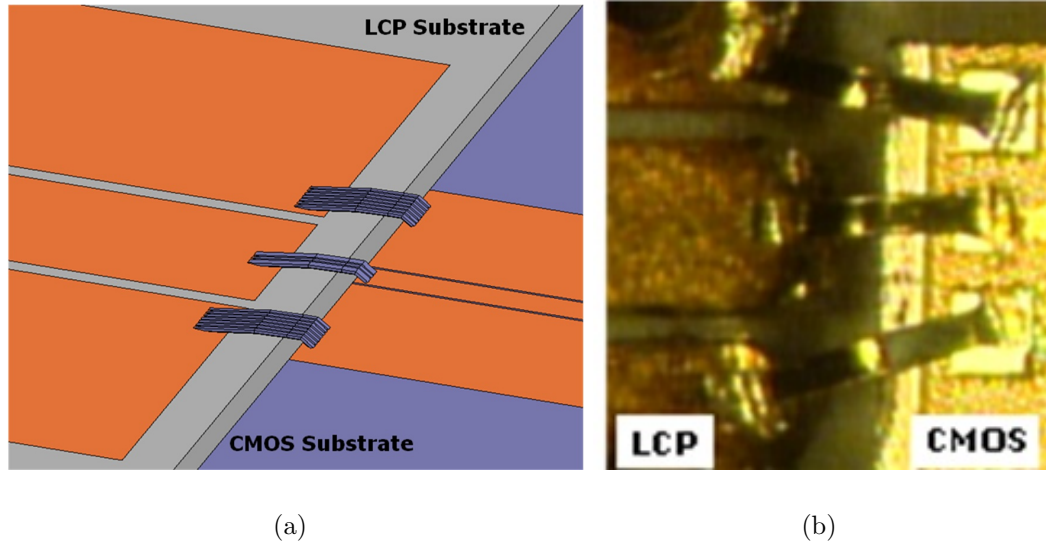 LCP Substrate
CMOS Substrate
LCP
CMOS
(a)
(b)